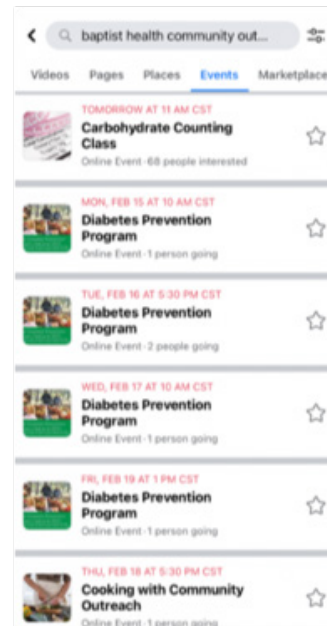 baptist health community out...
Videos Pages Places Events Marketplace
TOMORROW AT 11 AM CST
Carbohydrate Counting
Class
Online Event · 68 people interested
MON, FEB 15 AT 10 AM CST
Diabetes Prevention
Program
Online Event · 1 person going
TUE, FEB 16 AT 5:30 PM CST
Diabetes Prevention
Program
Online Event · 2 people going
WED, FEB 17 AT 10 AM CST
Diabetes Prevention
Program
Online Event · 1 person going
FRI, FEB 19 AT 1 PM CST
Diabetes Prevention
Program
Online Event · 1 person going
THU, FEB 18 AT 5:30 PM CST
Cooking with Community
Outreach
Online Event · 1 person going